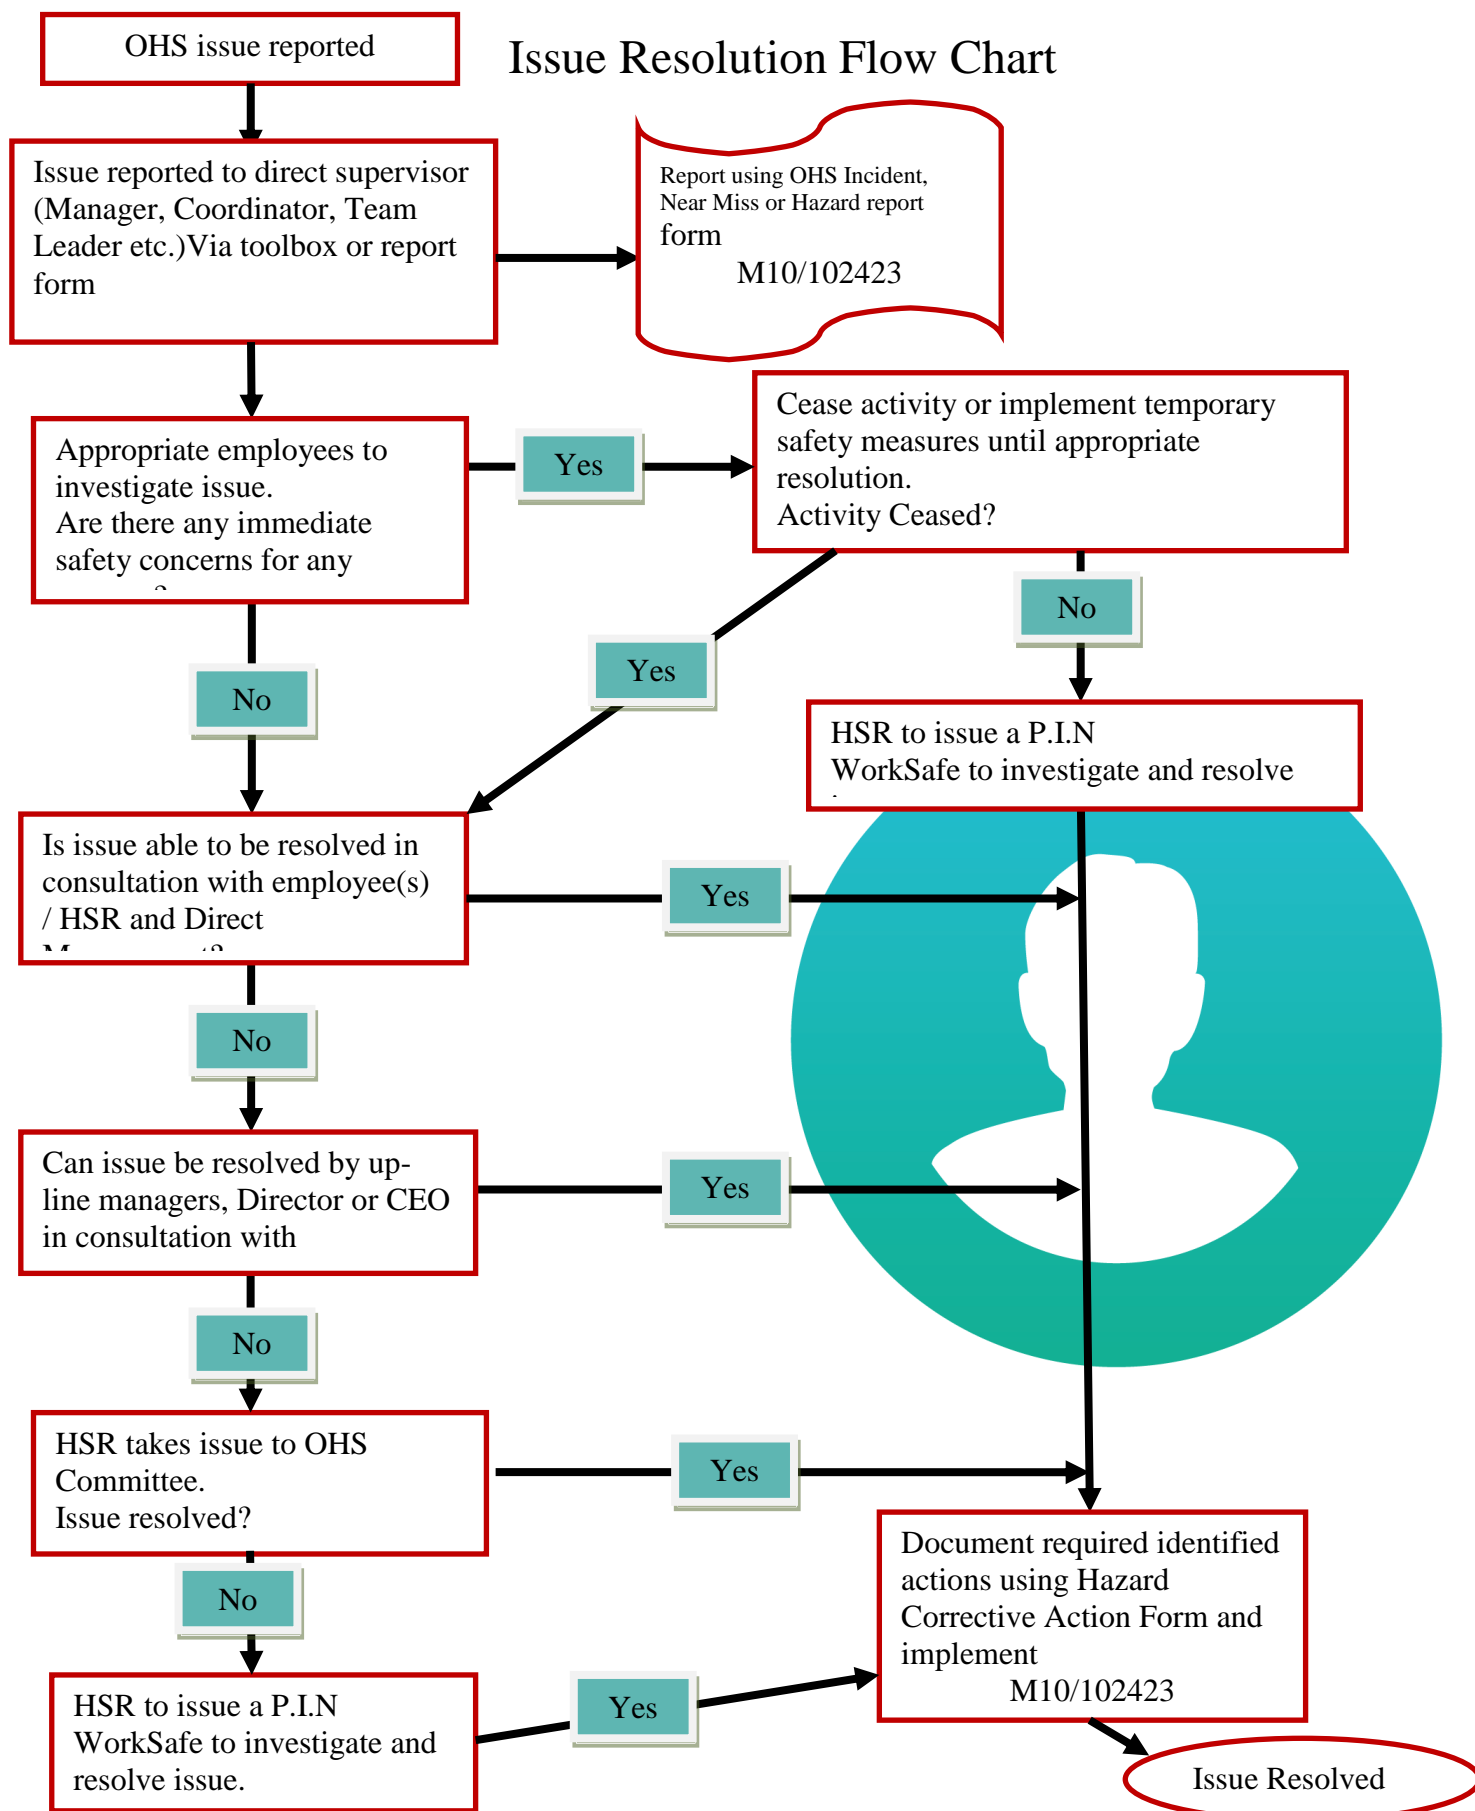 OHS issue reported
Issue Resolution Flow Chart
Issue reported to direct supervisor
(Manager, Coordinator, Team
Leader etc.)Via toolbox or report
form
Report using OHS Incident,
Near Miss or Hazard report
form
M10/102423
Appropriate employees to
investigate issue.
Are there any immediate
safety concerns for any
Yes
Cease activity or implement temporary
safety measures until appropriate
resolution.
Activity Ceased?
No
Yes
No
HSR to issue a P.I.N
WorkSafe to investigate and resolve
Is issue able to be resolved in
consultation with employee(s)
/ HSR and Direct
Yes
No
Can issue be resolved by up-
line managers, Director or CEO
in consultation with
Yes
No
HSR takes issue to OHS
Committee.
Issue resolved?
Yes
No
Document required identified
actions using Hazard
Corrective Action Form and
implement
M10/102423
HSR to issue a P.I.N
WorkSafe to investigate and
resolve issue.
Yes
Issue Resolved